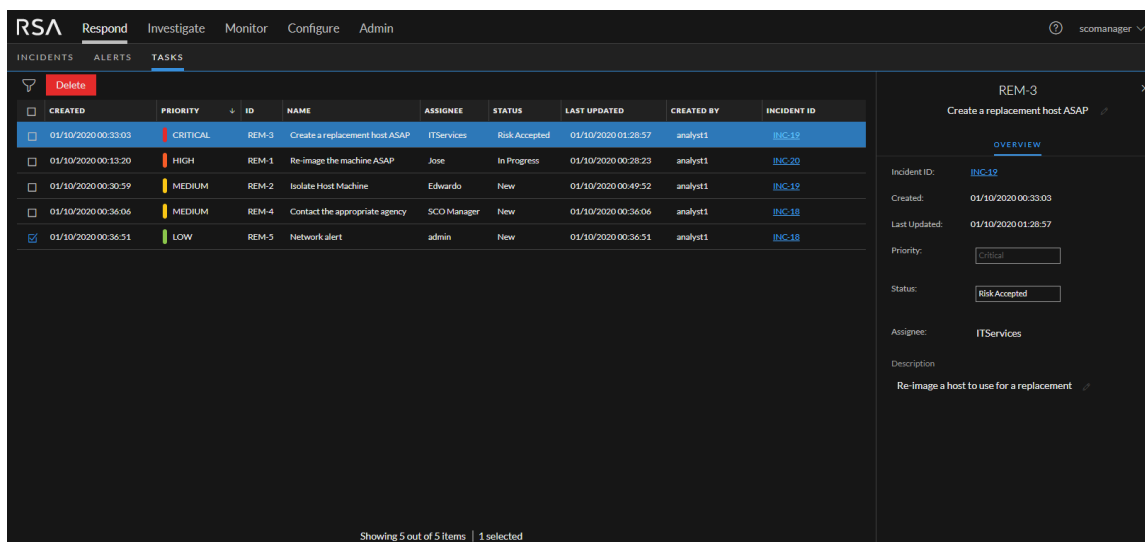 RSA Respond Investigate Monitor Configure Admin scomanager
INCIDENTS ALERTS TASKS
Delete
CREATED PRIORITY ID NAME ASSIGNEE STATUS LAST UPDATED CREATED BY INCIDENT ID
01/10/2020 00:33:03 CRITICAL REM-3 Create a replacement host ASAP ITServices Risk Accepted 01/10/2020 01:28:57 analyst1 INC-19
01/10/2020 00:13:20 HIGH REM-1 Re-image the machine ASAP Jose In Progress 01/10/2020 00:28:23 analyst1 INC-20
01/10/2020 00:30:59 MEDIUM REM-2 Isolate Host Machine Edwardo New 01/10/2020 00:49:52 analyst1 INC-19
01/10/2020 00:36:06 MEDIUM REM-4 Contact the appropriate agency SCO Manager New 01/10/2020 00:36:06 analyst1 INC-18
01/10/2020 00:36:51 LOW REM-5 Network alert admin New 01/10/2020 00:36:51 analyst1 INC-18
Showing 5 out of 5 items | 1 selected
REM-3
Create a replacement host ASAP
OVERVIEW
Incident ID: INC-19
Created: 01/10/2020 00:33:03
Last Updated: 01/10/2020 01:28:57
Priority: Critical
Status: Risk Accepted
Assignee: ITServices
Description
Re-image a host to use for a replacement